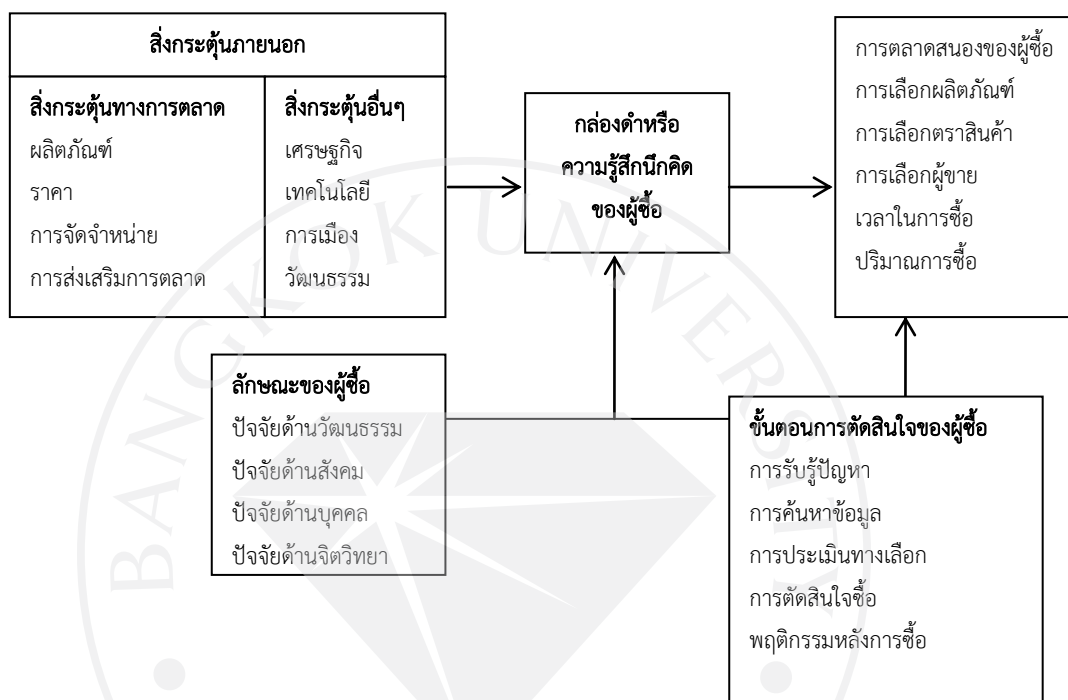 สิ่งกระตุ้นภายนอก
สิ่งกระตุ้นทางการตลาด
ผลิตภัณฑ์
ราคา
การจัดจำหน่าย
การส่งเสริมการตลาด
สิ่งกระตุ้นอื่นๆ
เศรษฐกิจ
เทคโนโลยี
การเมือง
วัฒนธรรม
กล่องดำหรือ
ความรู้สึกนึกคิด
ของผู้ซื้อ
การตลาดสนองของผู้ซื้อ
การเลือกผลิตภัณฑ์
การเลือกตราสินค้า
การเลือกผู้ขาย
เวลาในการซื้อ
ปริมาณการซื้อ
ลักษณะของผู้ซื้อ
ปัจจัยด้านวัฒนธรรม
ปัจจัยด้านสังคม
ปัจจัยด้านบุคคล
ปัจจัยด้านจิตวิทยา
ขั้นตอนการตัดสินใจของผู้ซื้อ
การรับรู้ปัญหา
การค้นหาข้อมูล
การประเมินทางเลือก
การตัดสินใจซื้อ
พฤติกรรมหลังการซื้อ
BANGKOK UNIVERSITY